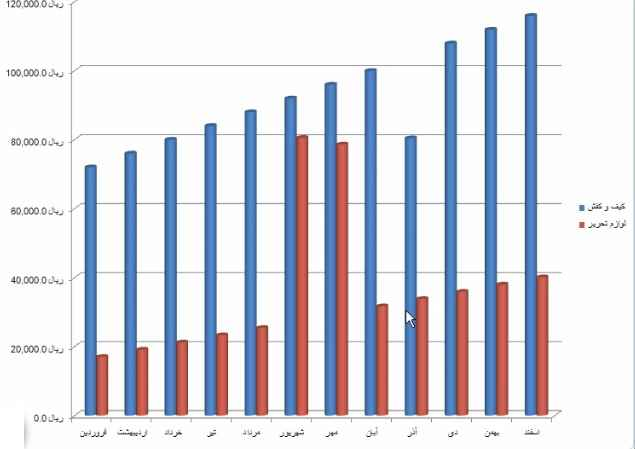 120,000.0 ریال
100,000.0 ریال
80,000.0 ریال
60,000.0 ریال
40,000.0 ریال
20,000.0 ریال
0.0 ریال
فروردین اردیبهشت خرداد تیر مرداد شهریور مهر آبان آذر دی بهمن اسفند
کیف و کفش
لوازم تحریر